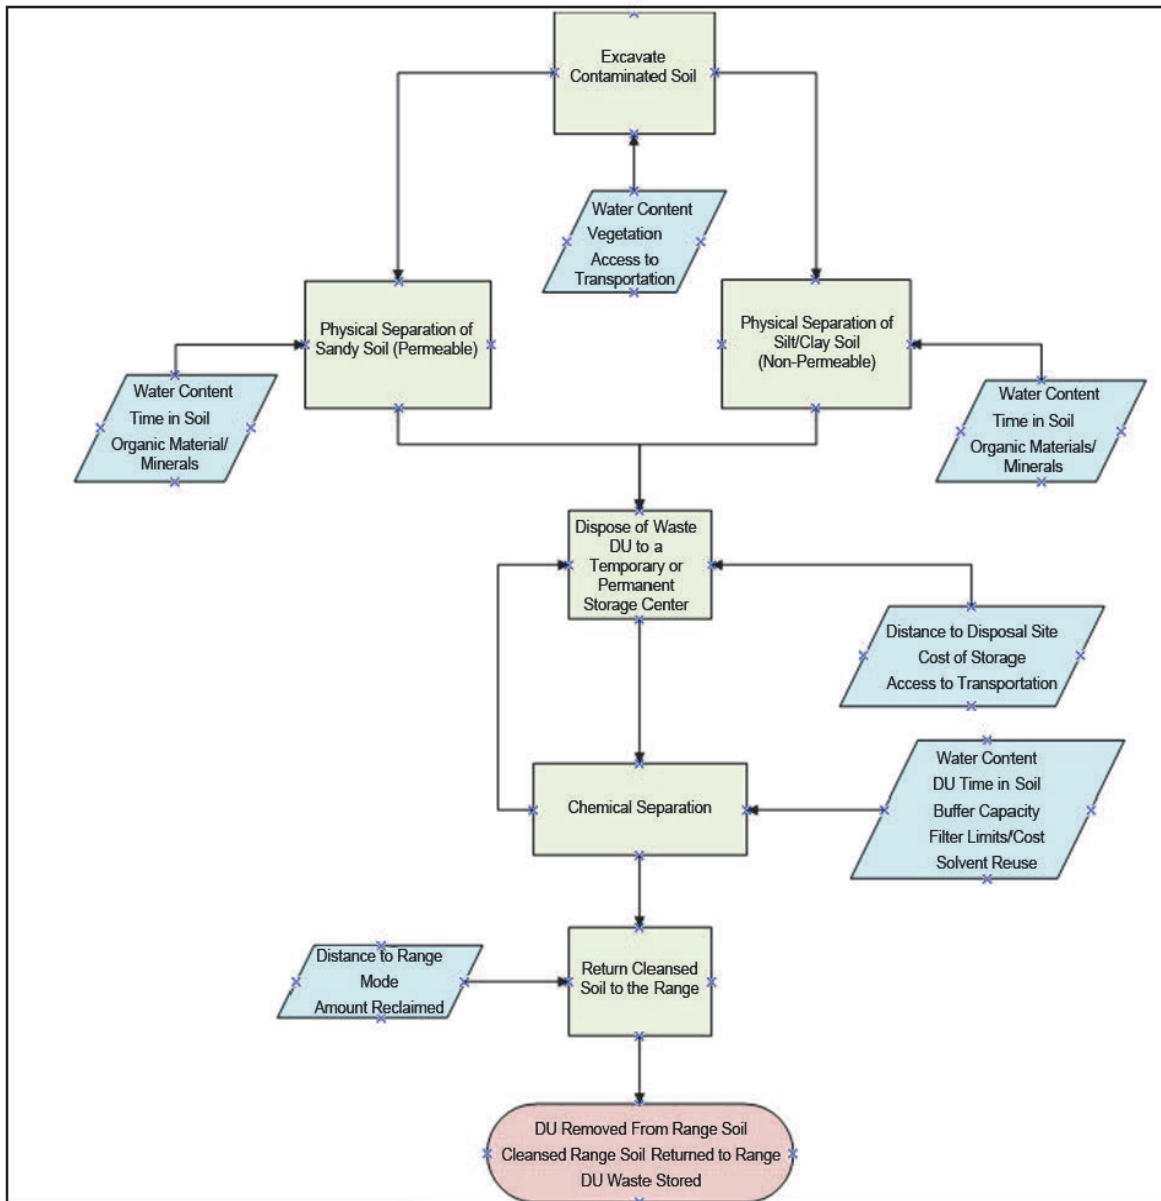 Excavate
Contaminated Soil
Water Content
Vegetation
Access to
Transportation
Physical Separation of
Sandy Soil (Permeable)
Physical Separation of
Silt/Clay Soil
(Non-Permeable)
Water Content
Time in Soil
Organic Material/
Minerals
Water Content
Time in Soil
Organic Materials/
Minerals
Dispose of Waste
DU to a
Temporary or
Permanent
Storage Center
Distance to Disposal Site
Cost of Storage
Access to Transportation
Water Content
DU Time in Soil
Buffer Capacity
Filter Limits/Cost
Solvent Reuse
Chemical Separation
Distance to Range
Mode
Amount Reclaimed
Return Cleansed
Soil to the Range
DU Removed From Range Soil
Cleansed Range Soil Returned to Range
DU Waste Stored